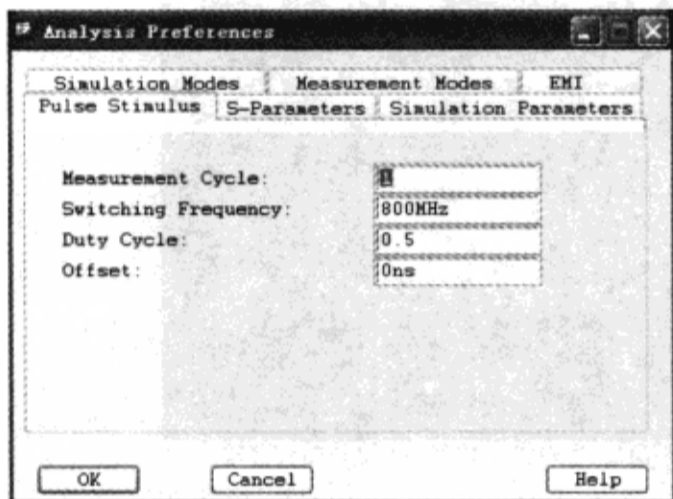 Analysis Preferences
Simulation Modes Measurement Modes EMI
Pulse Stimulus S-Parameters Simulation Parameters
Measurement Cycle: 1
Switching Frequency: 800MHz
Duty Cycle: 0.5
Offset: 0ns
OK Cancel Help